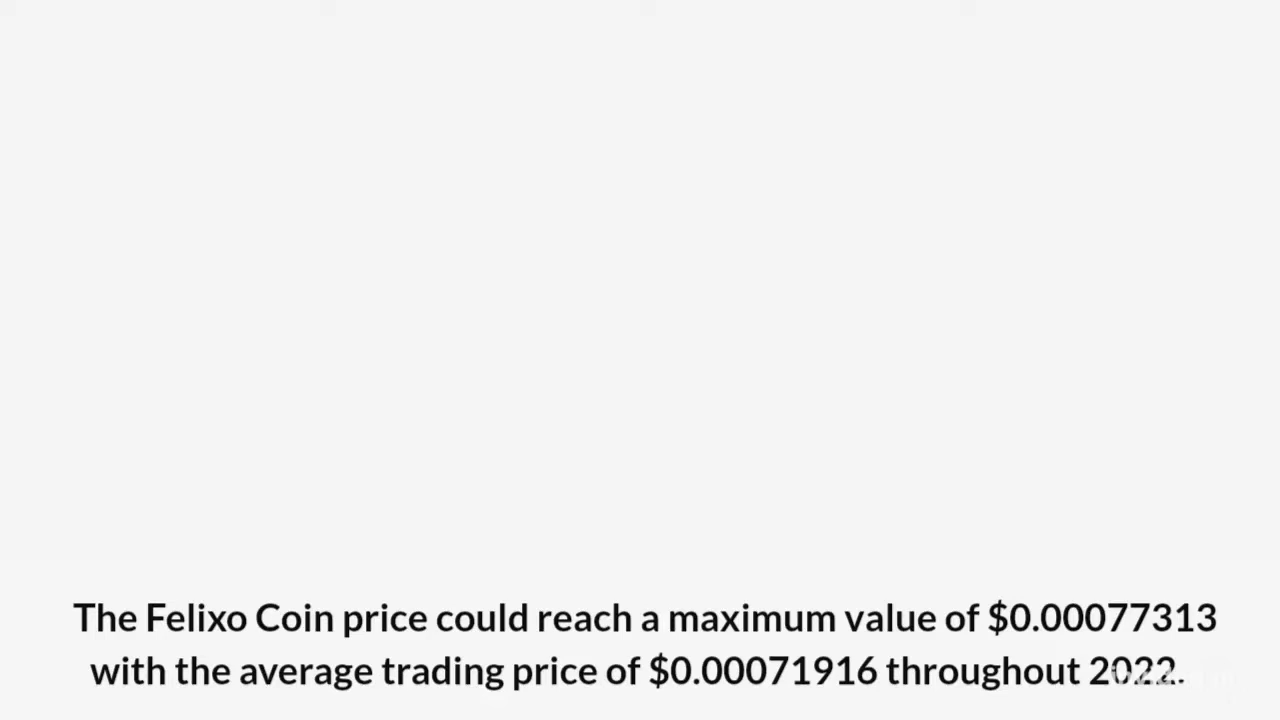 The Felixo Coin price could reach a maximum value of $0.00077313
with the average trading price of $0.00071916 throughout 2022.